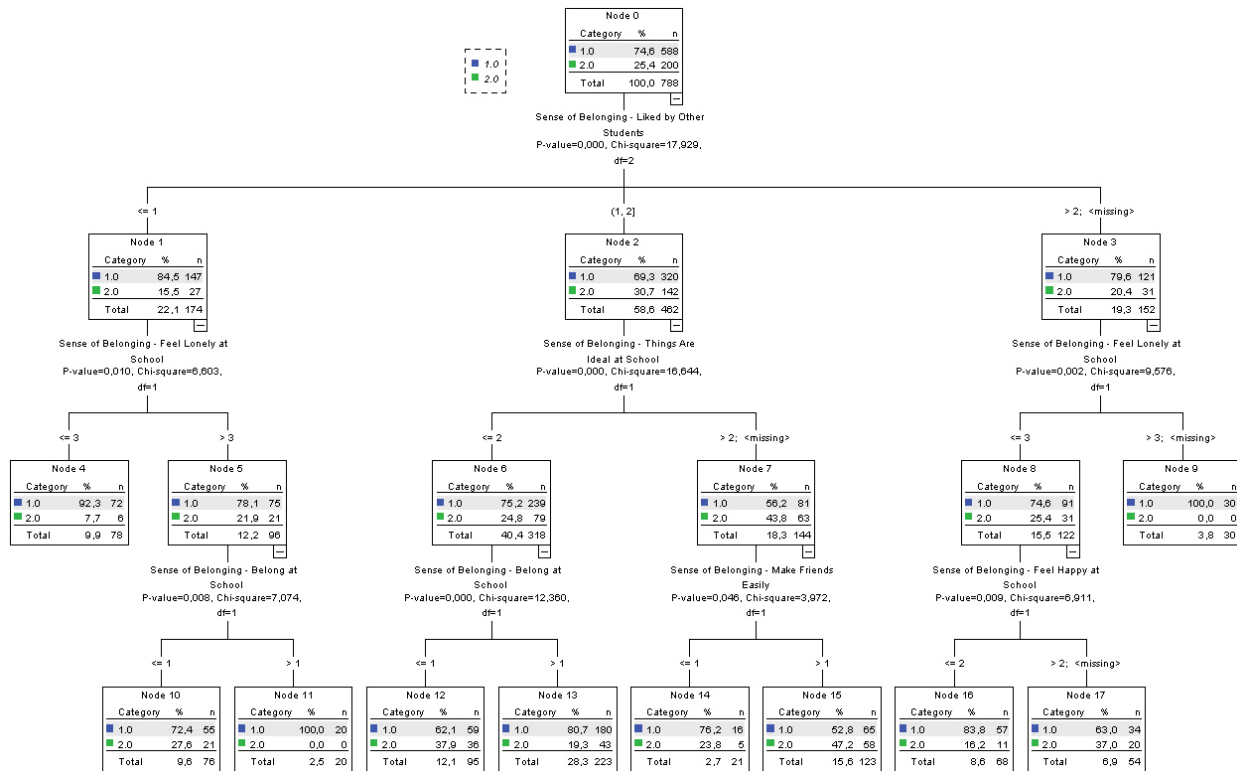 Node 0
Category % n
1.0 74,6 588
2.0 25,4 200
Total 100,0 788
1.0
2.0
Sense of Belonging - Liked by Other
Students
P-value=0,000, Chi-square=17,929,
df=2
<= 1
(1, 2]
> 2; <missing>
Node 1
Category % n
1.0 84,5 147
2.0 15,5 27
Total 22,1 174
Node 2
Category % n
1.0 69,3 320
2.0 30,7 142
Total 58,6 462
Node 3
Category % n
1.0 79,6 121
2.0 20,4 31
Total 19,3 152
Sense of Belonging - Feel Lonely at
School
P-value=0,010, Chi-square=6,603,
df=1
Sense of Belonging - Things Are
Ideal at School
P-value=0,000, Chi-square=16,644,
df=1
Sense of Belonging - Feel Lonely at
School
P-value=0,002, Chi-square=9,576,
df=1
<= 3
> 3
<= 2
> 2; <missing>
<= 3
> 3; <missing>
Node 4
Category % n
1.0 92,3 72
2.0 7,7 6
Total 9,9 78
Node 5
Category % n
1.0 78,1 75
2.0 21,9 21
Total 12,2 96
Node 6
Category % n
1.0 75,2 239
2.0 24,8 79
Total 40,4 318
Node 7
Category % n
1.0 56,2 81
2.0 43,8 63
Total 18,3 144
Node 8
Category % n
1.0 74,6 91
2.0 25,4 31
Total 15,5 122
Node 9
Category % n
1.0 100,0 30
2.0 0,0 0
Total 3,8 30
Sense of Belonging - Belong at
School
P-value=0,008, Chi-square=7,074,
df=1
Sense of Belonging - Belong at
School
P-value=0,000, Chi-square=12,360,
df=1
Sense of Belonging - Make Friends
Easily
P-value=0,046, Chi-square=3,972,
df=1
Sense of Belonging - Feel Happy at
School
P-value=0,009, Chi-square=6,911,
df=1
<= 1
> 1
<= 1
> 1
<= 1
> 1
<= 2
> 2; <missing>
Node 10
Category % n
1.0 72,4 55
2.0 27,6 21
Total 9,6 76
Node 11
Category % n
1.0 100,0 20
2.0 0,0 0
Total 2,5 20
Node 12
Category % n
1.0 62,1 59
2.0 37,9 36
Total 12,1 95
Node 13
Category % n
1.0 80,7 180
2.0 19,3 43
Total 28,3 223
Node 14
Category % n
1.0 76,2 16
2.0 23,8 5
Total 2,7 21
Node 15
Category % n
1.0 52,8 65
2.0 47,2 58
Total 15,6 123
Node 16
Category % n
1.0 83,8 57
2.0 16,2 11
Total 8,6 68
Node 17
Category % n
1.0 63,0 34
2.0 37,0 20
Total 6,9 54